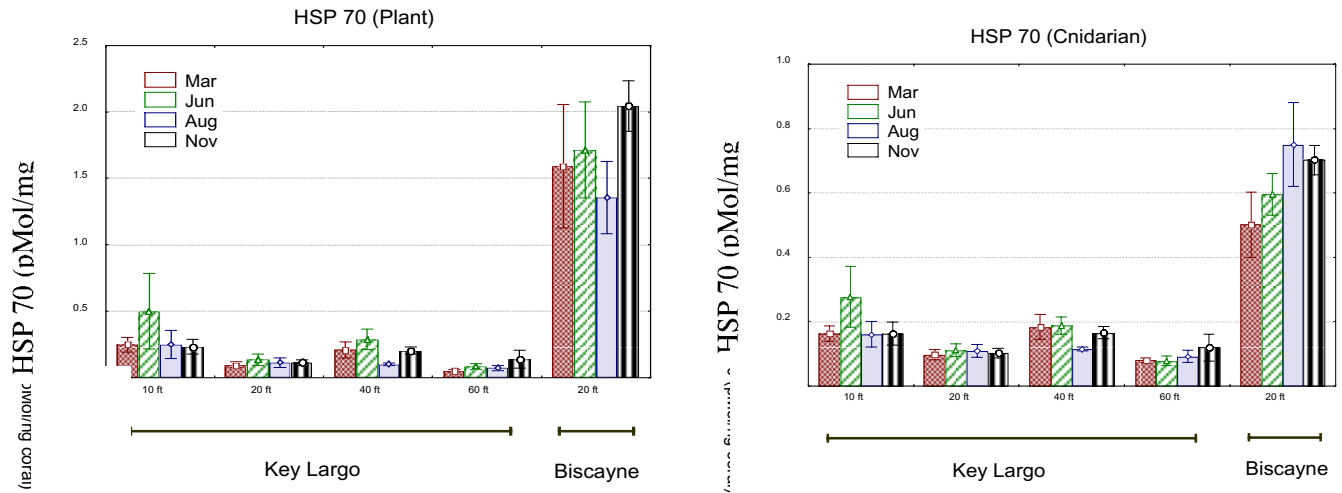 HSP 70 (Plant)
2.5
2.0
1.5
1.0
0.5
Mar
Jun
Aug
Nov
HSP 70 (pMol/mg
10 ft
20 ft
40 ft
60 ft
20 ft
Key Largo
Biscayne
HSP 70 (Cnidarian)
1.0
0.8
0.6
0.4
0.2
Mar
Jun
Aug
Nov
HSP 70 (pMol/mg
10 ft
20 ft
40 ft
60 ft
20 ft
Key Largo
Biscayne